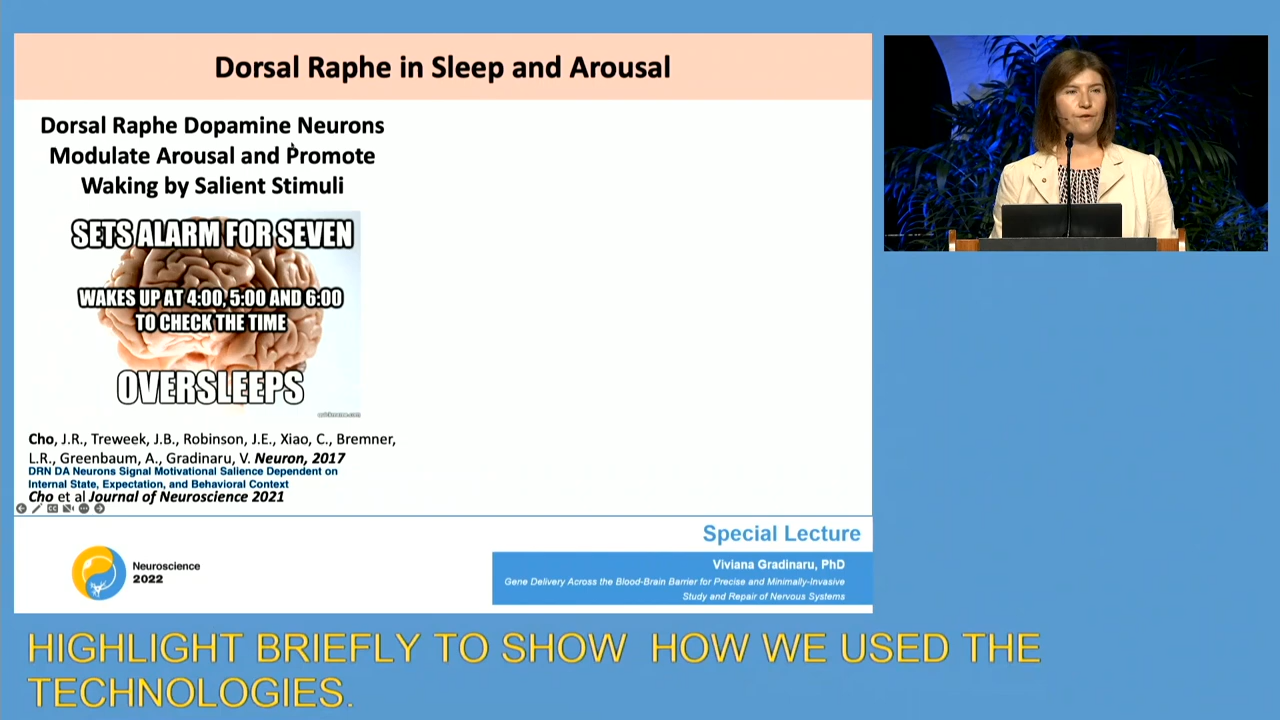 Dorsal Raphe in Sleep and Arousal
Dorsal Raphe Dopamine Neurons
Modulate Arousal and Promote
Waking by Salient Stimuli
SETS ALARM FOR SEVEN
WAKES UP AT 4:00, 5:00 AND 6:00
TO CHECK THE TIME
OVERSLEEPS
Cho, J.R., Treweek, J.B., Robinson, J.E., Xiao, C., Bremner,
L.R., Greenbaum, A., Gradinaru, V. Neuron, 2017
DRN DA Neurons Signal Motivational Salience Dependent on
Internal State, Expectation, and Behavioral Context
Cho et al Journal of Neuroscience 2021
Neuroscience
2022
Special Lecture
Viviana Gradinaru, PhD
Gene Delivery Across the Blood-Brain Barrier for Precise and Minimally-Invasive
Study and Repair of Nervous Systems
HIGHLIGHT BRIEFLY TO SHOW HOW WE USED THE
TECHNOLOGIES.